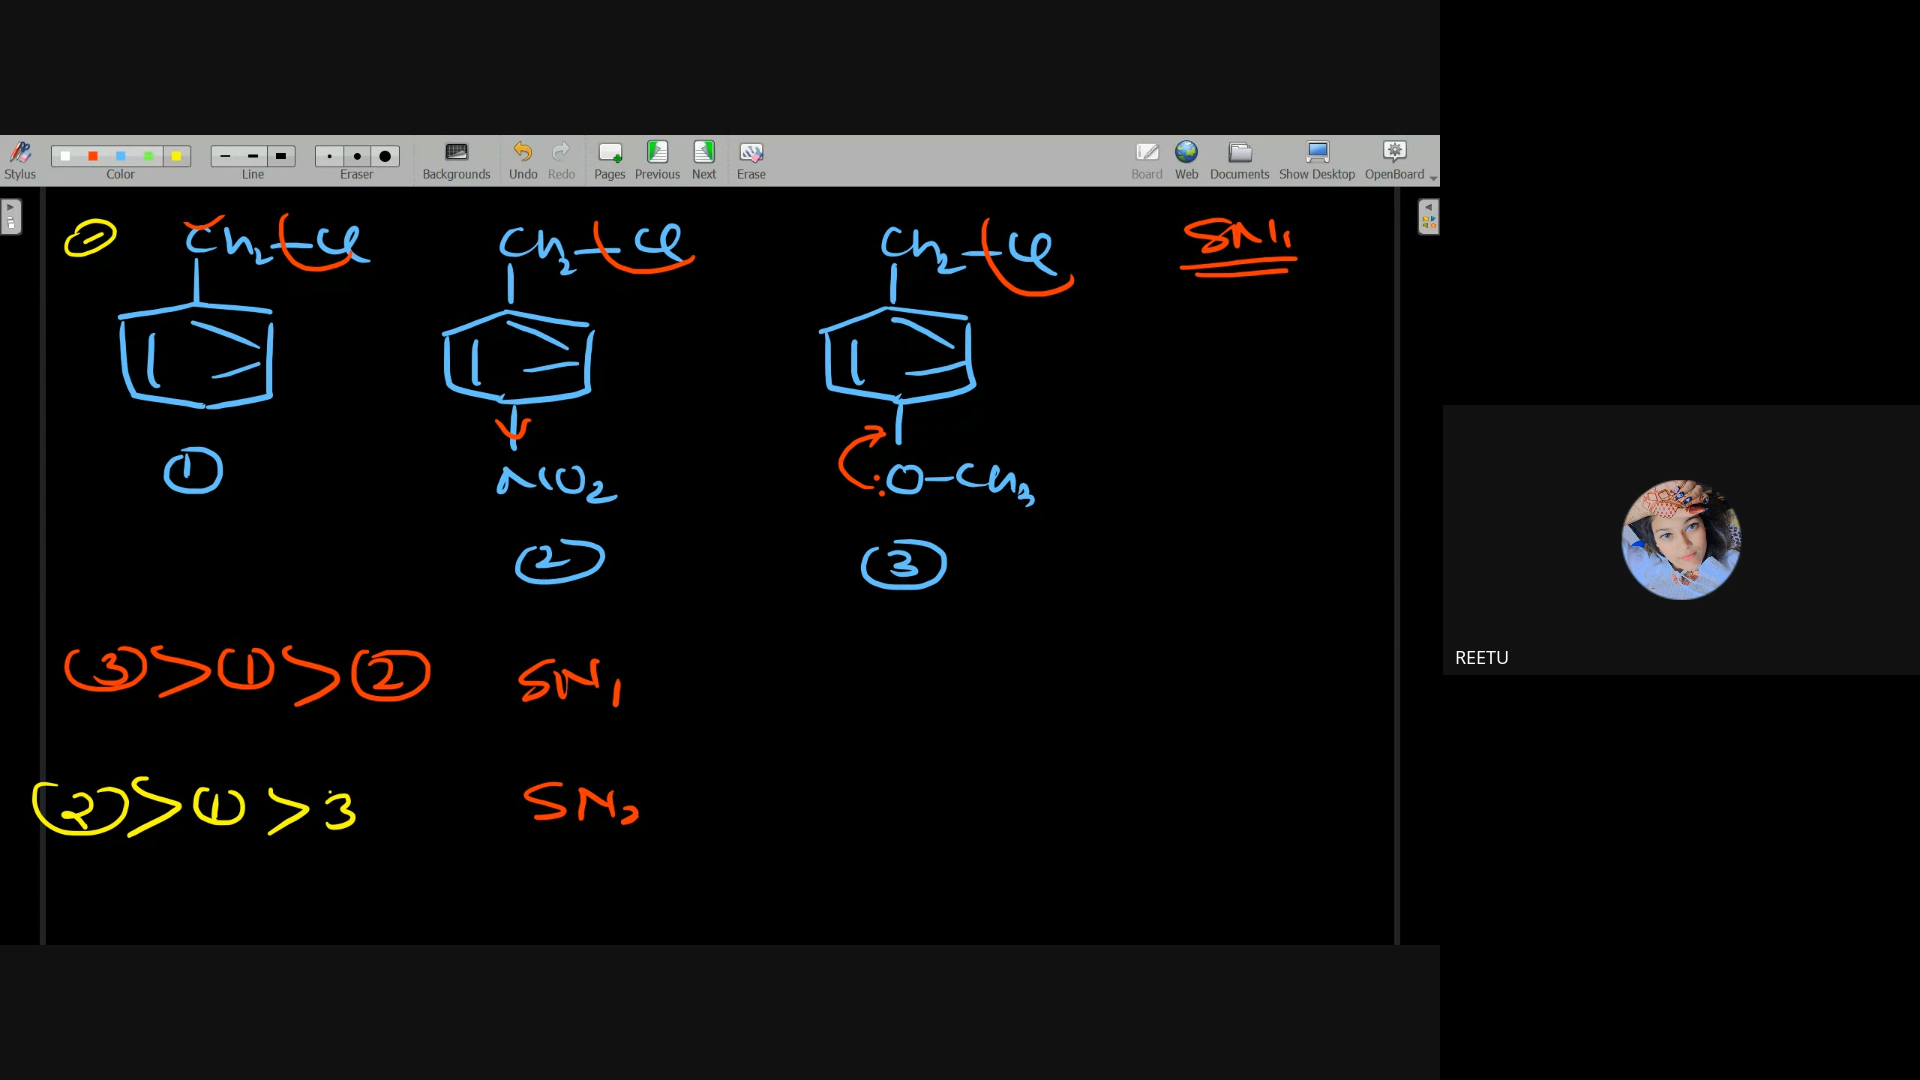 Stylus Color Line Eraser Backgrounds Undo Redo Pages Previous Next Erase Board Web Documents Show Desktop OpenBoard
CH2-Cl CH2-Cl CH2-Cl SN1
NO2 :O-CH3
1
2 3
3 > 1 > 2 SN1
REETU
2 > 1 > 3 SN2